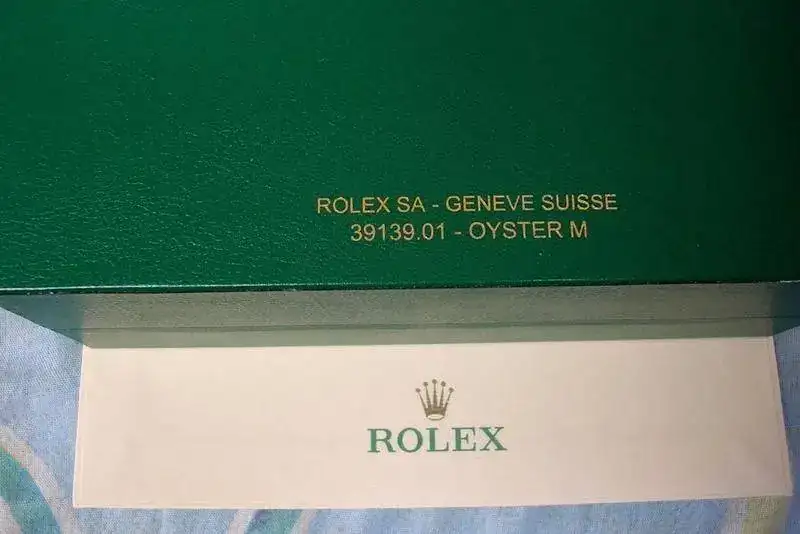 ROLEX SA - GENEVE SUISSE
39139.01 - OYSTER M
ROLEX